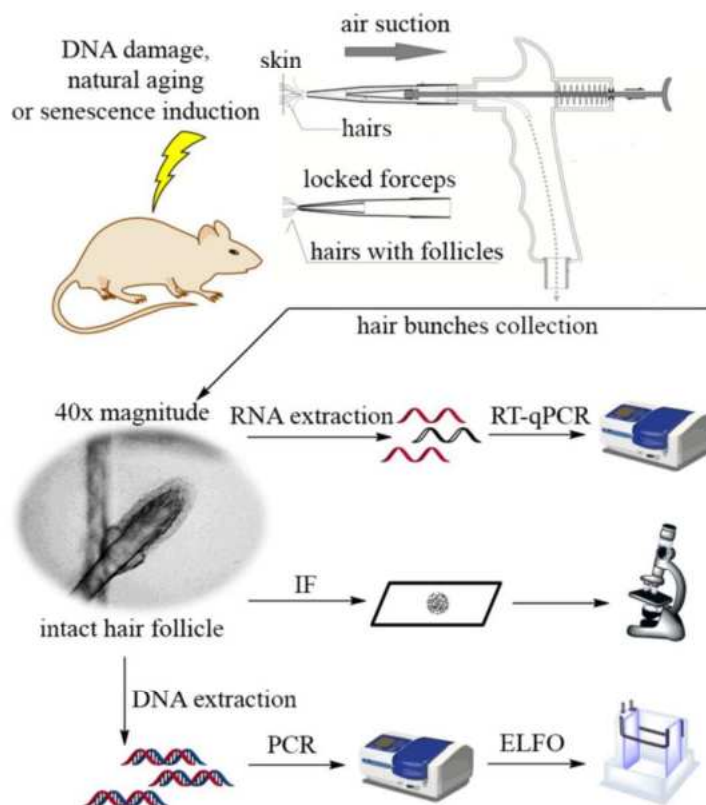 DNA damage,
natural aging
or senescence induction
air suction
skin
hairs
locked forceps
hairs with follicles
hair bunches collection
40x magnitude
RNA extraction
RT-qPCR
IF
intact hair follicle
DNA extraction
PCR
ELFO